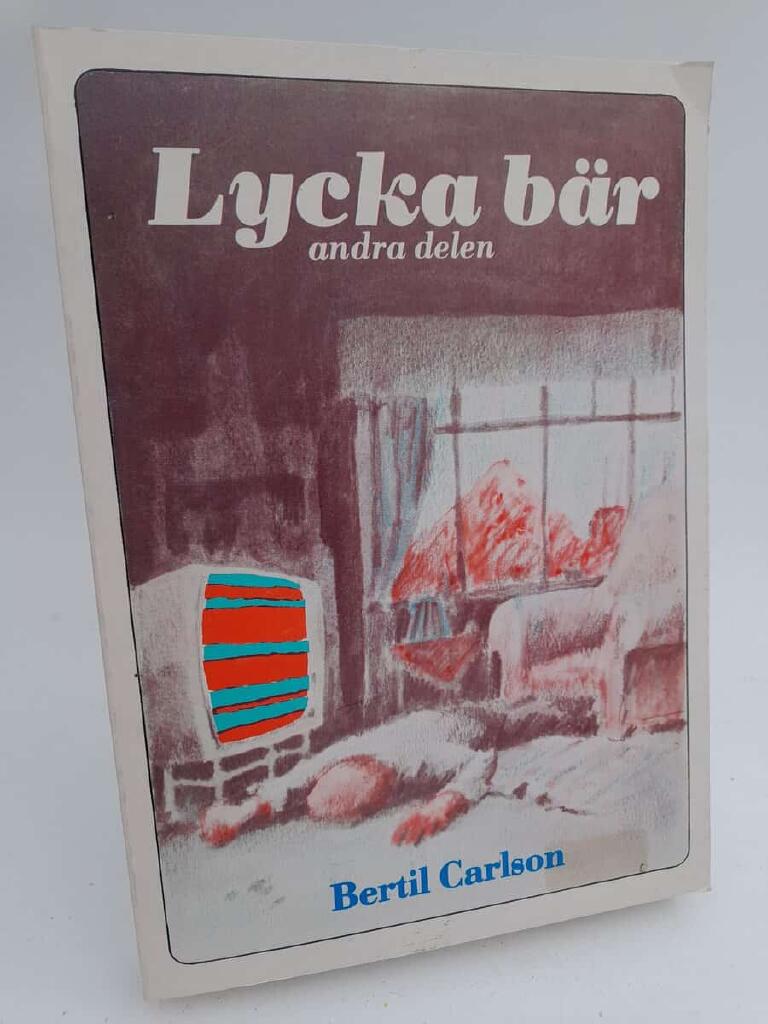 Lycka bär
andra delen
Bertil Carlson